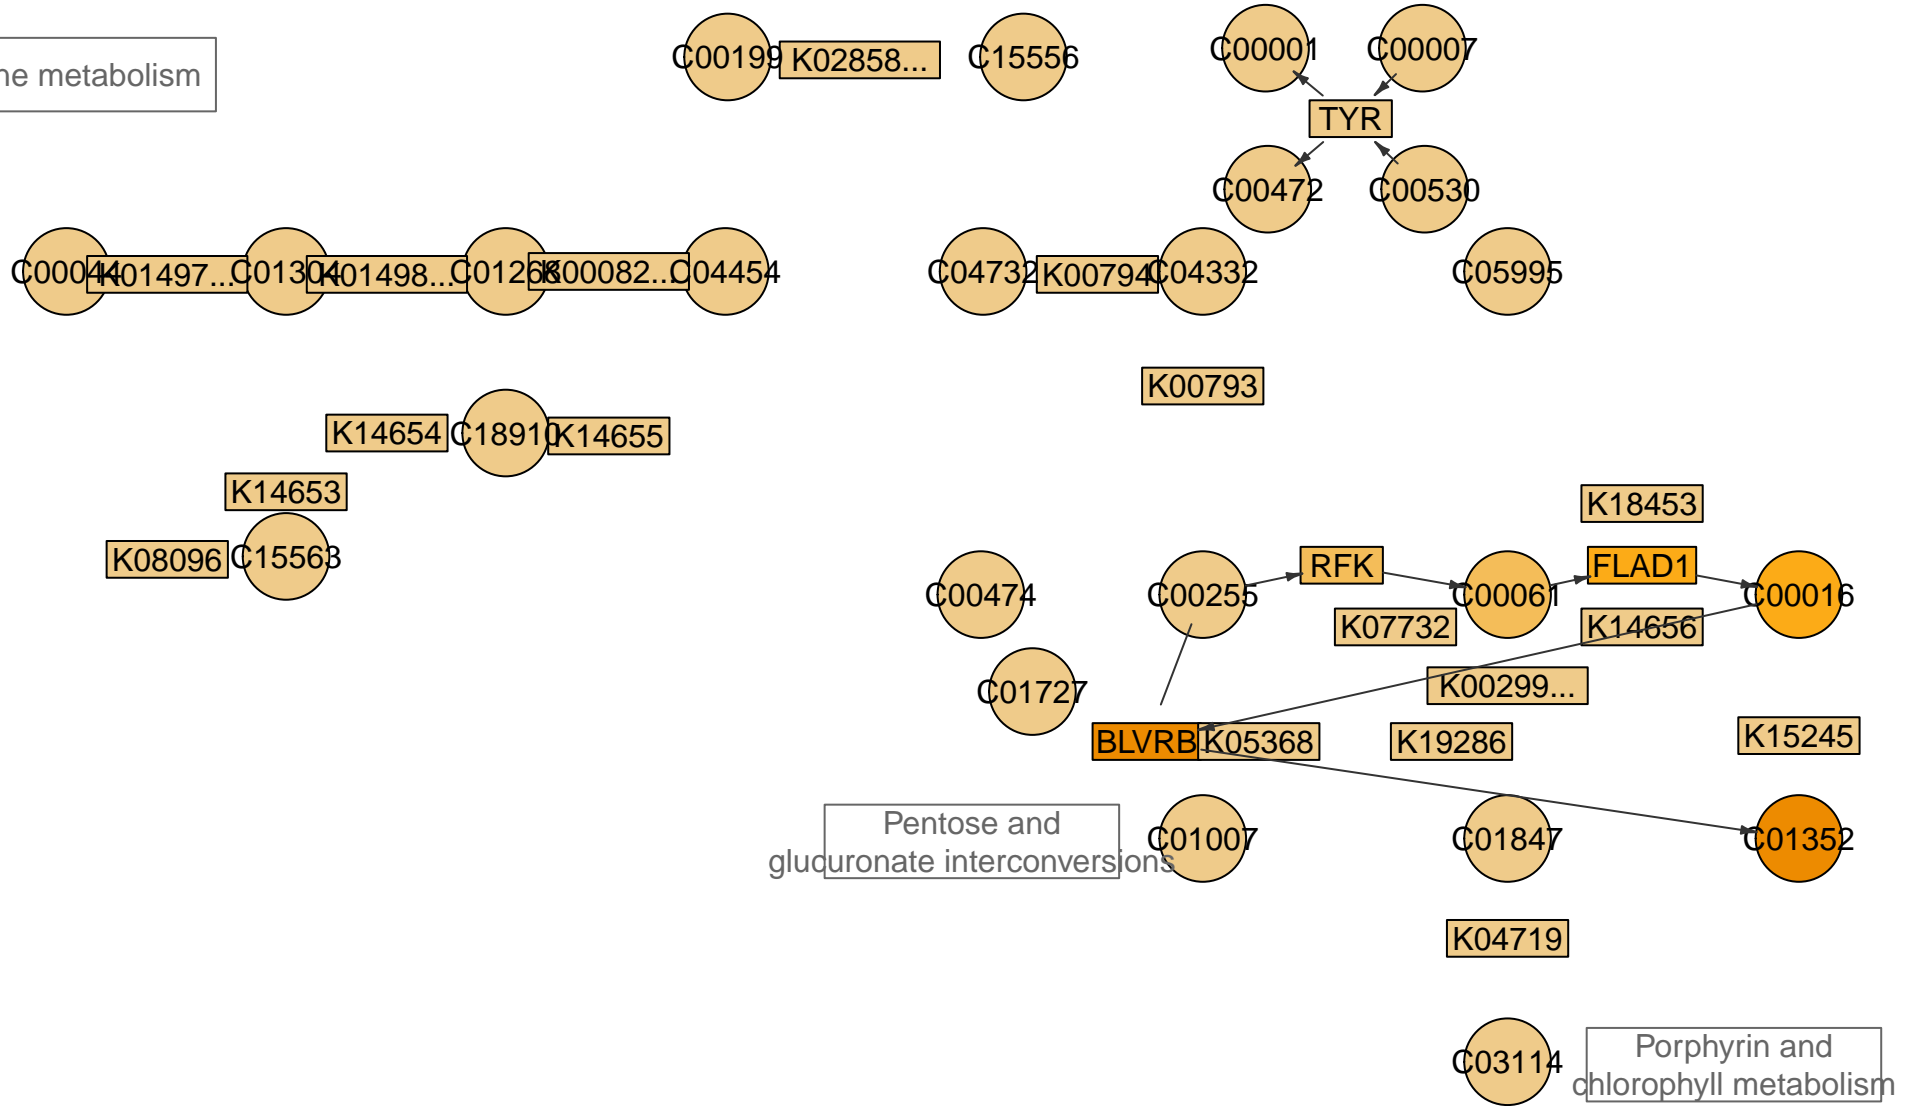 ne metabolism
C00199
K02858...
C15556
C00001
C00007
TYR
C00472
C00530
C00044
K01497...
C01304
K01498...
C01268
K00082...
C04454
C04732
K00794
C04332
C05995
K00793
K14654
C18910
K14655
K14653
K08096
C15563
K18453
C00474
C00255
RFK
C00061
FLAD1
C00016
K07732
K14656
C01727
K00299...
BLVRB
K05368
K19286
K15245
Pentose and
glucuronate interconversions
C01007
C01847
C01352
K04719
C03114
Porphyrin and
chlorophyll metabolism